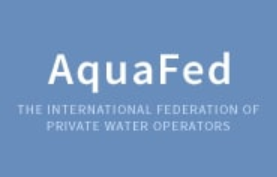 AquaFed
THE INTERNATIONAL FEDERATION OF
PRIVATE WATER OPERATORS